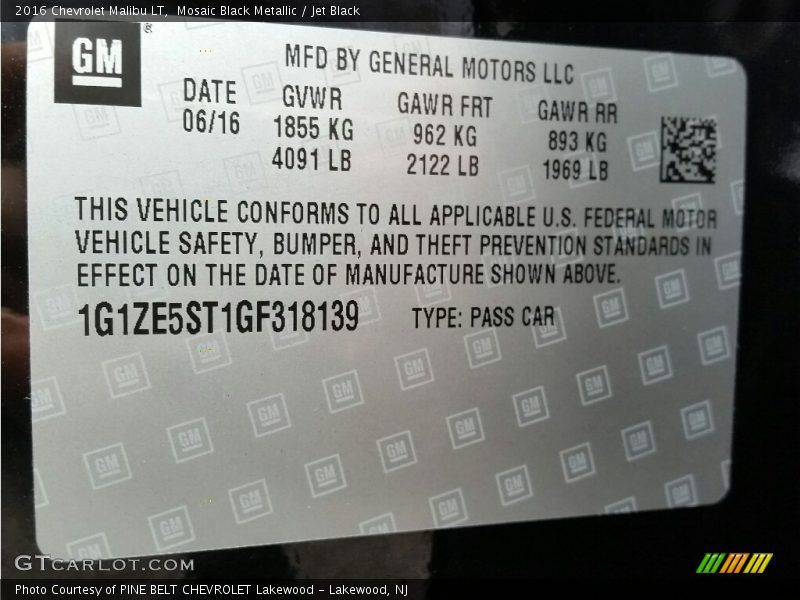 2016 Chevrolet Malibu LT, Mosaic Black Metallic / Jet Black
GM
®
MFD BY GENERAL MOTORS LLC
DATE GVWR GAWR FRT GAWR RR
06/16 1855 KG 962 KG 893 KG
4091 LB 2122 LB 1969 LB
THIS VEHICLE CONFORMS TO ALL APPLICABLE U.S. FEDERAL MOTOR
VEHICLE SAFETY, BUMPER, AND THEFT PREVENTION STANDARDS IN
EFFECT ON THE DATE OF MANUFACTURE SHOWN ABOVE.
1G1ZE5ST1GF318139 TYPE: PASS CAR
GTCARLOT.COM
Photo Courtesy of PINE BELT CHEVROLET Lakewood - Lakewood, NJ